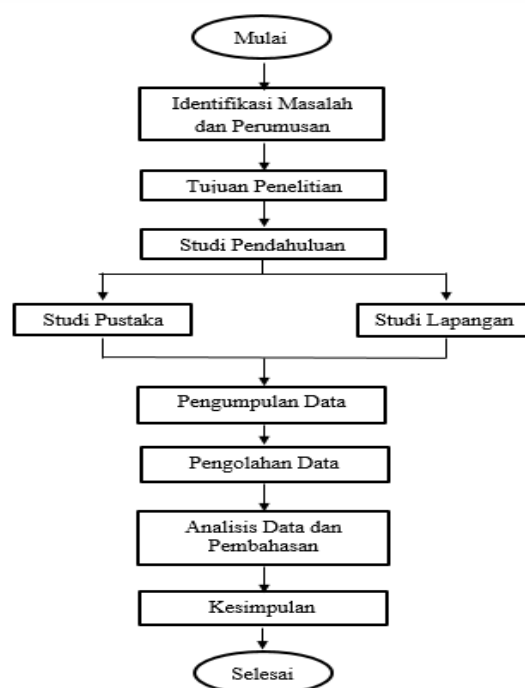 Mulai
Identifikasi Masalah
dan Perumusan
Tujuan Penelitian
Studi Pendahuluan
Studi Pustaka
Studi Lapangan
Pengumpulan Data
Pengolahan Data
Analisis Data dan
Pembahasan
Kesimpulan
Selesai